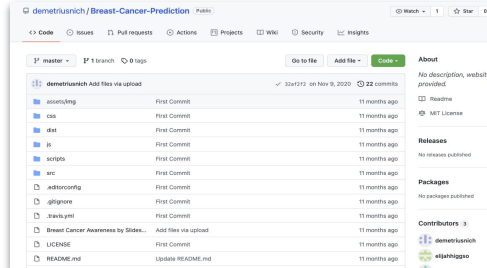 demetriusnich / Breast-Cancer-Prediction Public
Watch 1 Star 0
Code Issues Pull requests Actions Projects Wiki Security Insights
master 1 branch 0 tags Go to file Add file Code
About
No description, websit
provided.
demetriusnich Add files via upload 32af2f2 on Nov 9, 2020 22 commits
assets/img First Commit 11 months ago
Readme
css First Commit 11 months ago
MIT License
dist First Commit 11 months ago
js First Commit 11 months ago
Releases
scripts First Commit 11 months ago
No releases published
src First Commit 11 months ago
.editorconfig First Commit 11 months ago
Packages
.gitignore First Commit 11 months ago
No packages published
.travis.yml First Commit 11 months ago
Breast Cancer Awareness by Slides... Add files via upload 11 months ago
Contributors 3
LICENSE First Commit 11 months ago
demetriusnich
README.md Update README.md 11 months ago
elijahhiggso